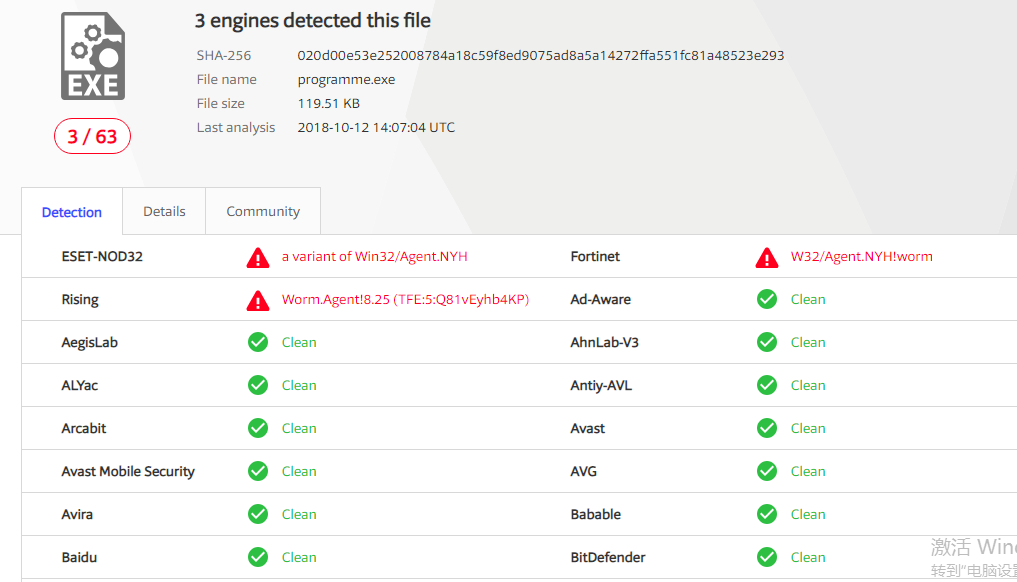 3 engines detected this file
SHA-256 020d00e53e252008784a18c59f8ed9075ad8a5a14272ffa551fc81a48523e293
File name programme.exe
File size 119.51 KB
Last analysis 2018-10-12 14:07:04 UTC
EXE
3 / 63
Detection Details Community
ESET-NOD32 a variant of Win32/Agent.NYH Fortinet W32/Agent.NYH!worm
Rising Worm.Agent!8.25 (TFE:5:Q81vEyhb4KP) Ad-Aware Clean
AegisLab Clean AhnLab-V3 Clean
ALYac Clean Antiy-AVL Clean
Arcabit Clean Avast Clean
Avast Mobile Security Clean AVG Clean
Avira Clean Babable Clean
Baidu Clean BitDefender Clean
激活 Wind
转到"电脑设置